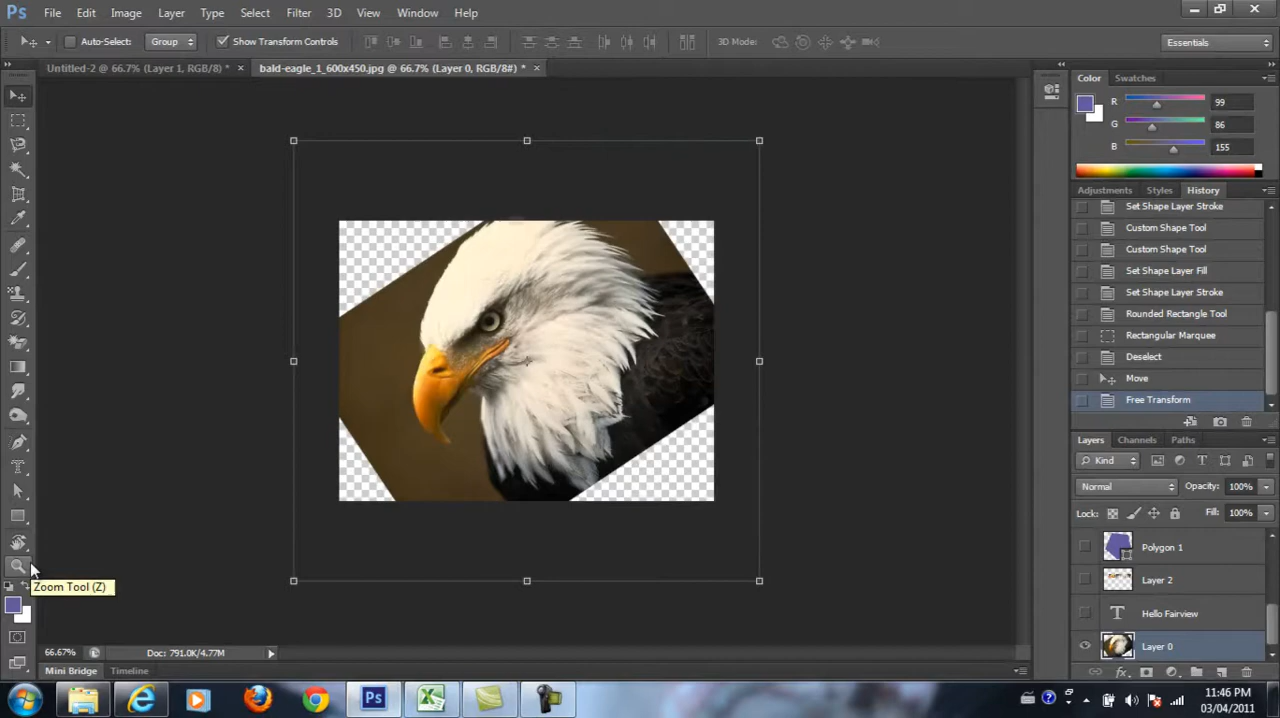 Ps File Edit Image Layer Type Select Filter 3D View Window Help
Auto-Select: Group Show Transform Controls 3D Mode: Essentials
Untitled-2 @ 66.7% (Layer 1, RGB/8) * × bald-eagle_1_600x450.jpg @ 66.7% (Layer 0, RGB/8#) * ×
Color Swatches
R 99
G 86
B 155
Adjustments Styles History
Set Shape Layer Stroke
Custom Shape Tool
Custom Shape Tool
Set Shape Layer Fill
Set Shape Layer Stroke
Rounded Rectangle Tool
Rectangular Marquee
Deselect
Move
Free Transform
Layers Channels Paths
Kind
Normal Opacity: 100%
Lock: Fill: 100%
Polygon 1
Layer 2
T Hello Fairview
Layer 0
fx
Zoom Tool (Z)
66.67% Doc: 791.0K/4.77M
Mini Bridge Timeline
Ps
11:46 PM
03/04/2011